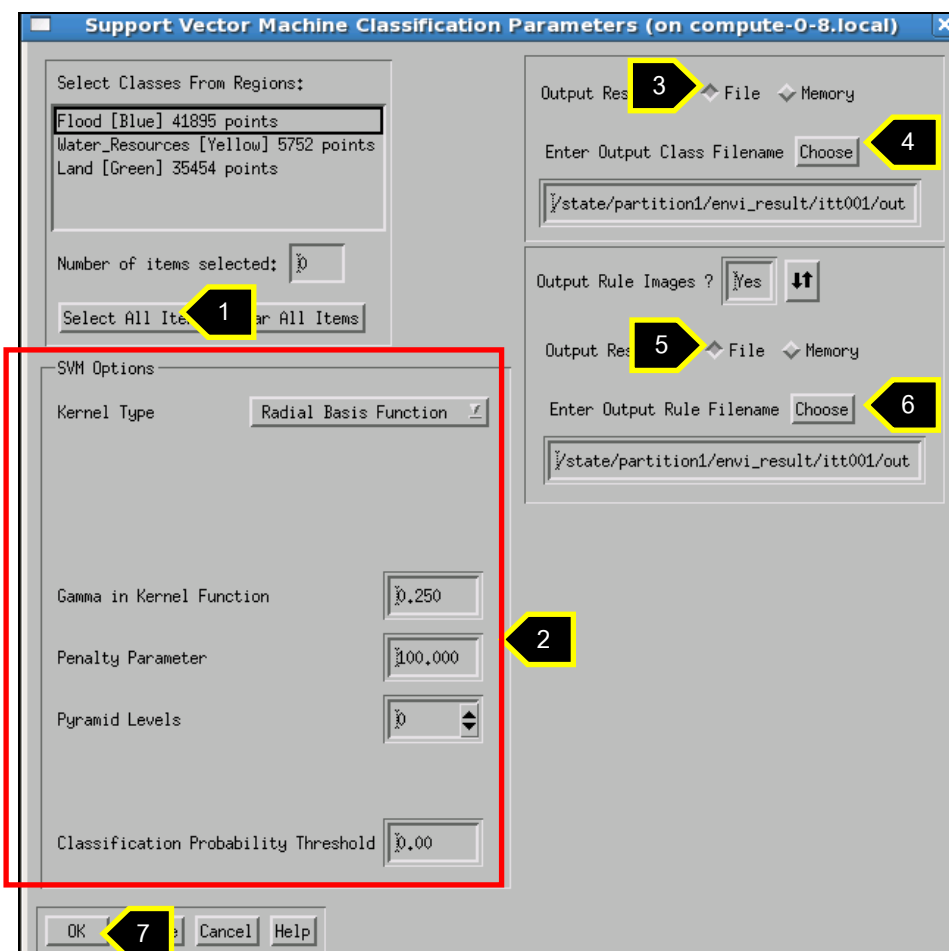 Support Vector Machine Classification Parameters (on compute-0-8.local)
Select Classes From Regions:
Flood [Blue] 41895 points
Water_Resources [Yellow] 5752 points
Land [Green] 35454 points
Number of items selected: 0
Select All Ite 1 ar All Items
SVM Options
Kernel Type Radial Basis Function
Gamma in Kernel Function 0.250
2
Penalty Parameter 100.000
Pyramid Levels 0
Classification Probability Threshold 0.00
OK 7 Cancel Help
Output Res 3 File Memory
Enter Output Class Filename Choose 4
/state/partition1/envi_result/itt001/out
Output Rule Images ? Yes
Output Res 5 File Memory
Enter Output Rule Filename Choose 6
/state/partition1/envi_result/itt001/out